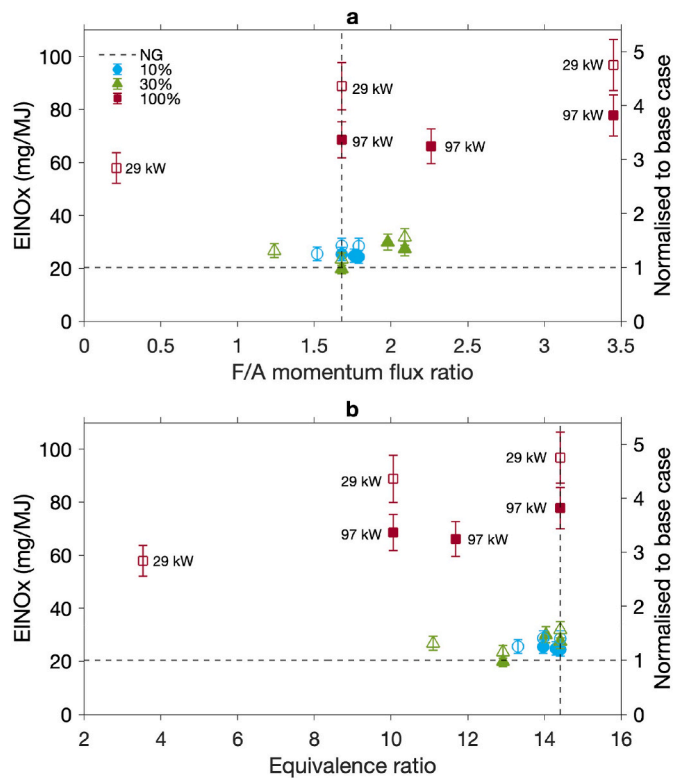 a
NG
10%
30%
100%
29 kW
29 kW
97 kW
97 kW
97 kW
29 kW
EINOx (mg/MJ)
100
80
60
40
20
0
5
4
3
2
1
0
Normalised to base case
0 0.5 1 1.5 2 2.5 3 3.5
F/A momentum flux ratio
b
29 kW
29 kW
97 kW
97 kW
97 kW
29 kW
EINOx (mg/MJ)
100
80
60
40
20
0
5
4
3
2
1
0
Normalised to base case
2 4 6 8 10 12 14 16
Equivalence ratio